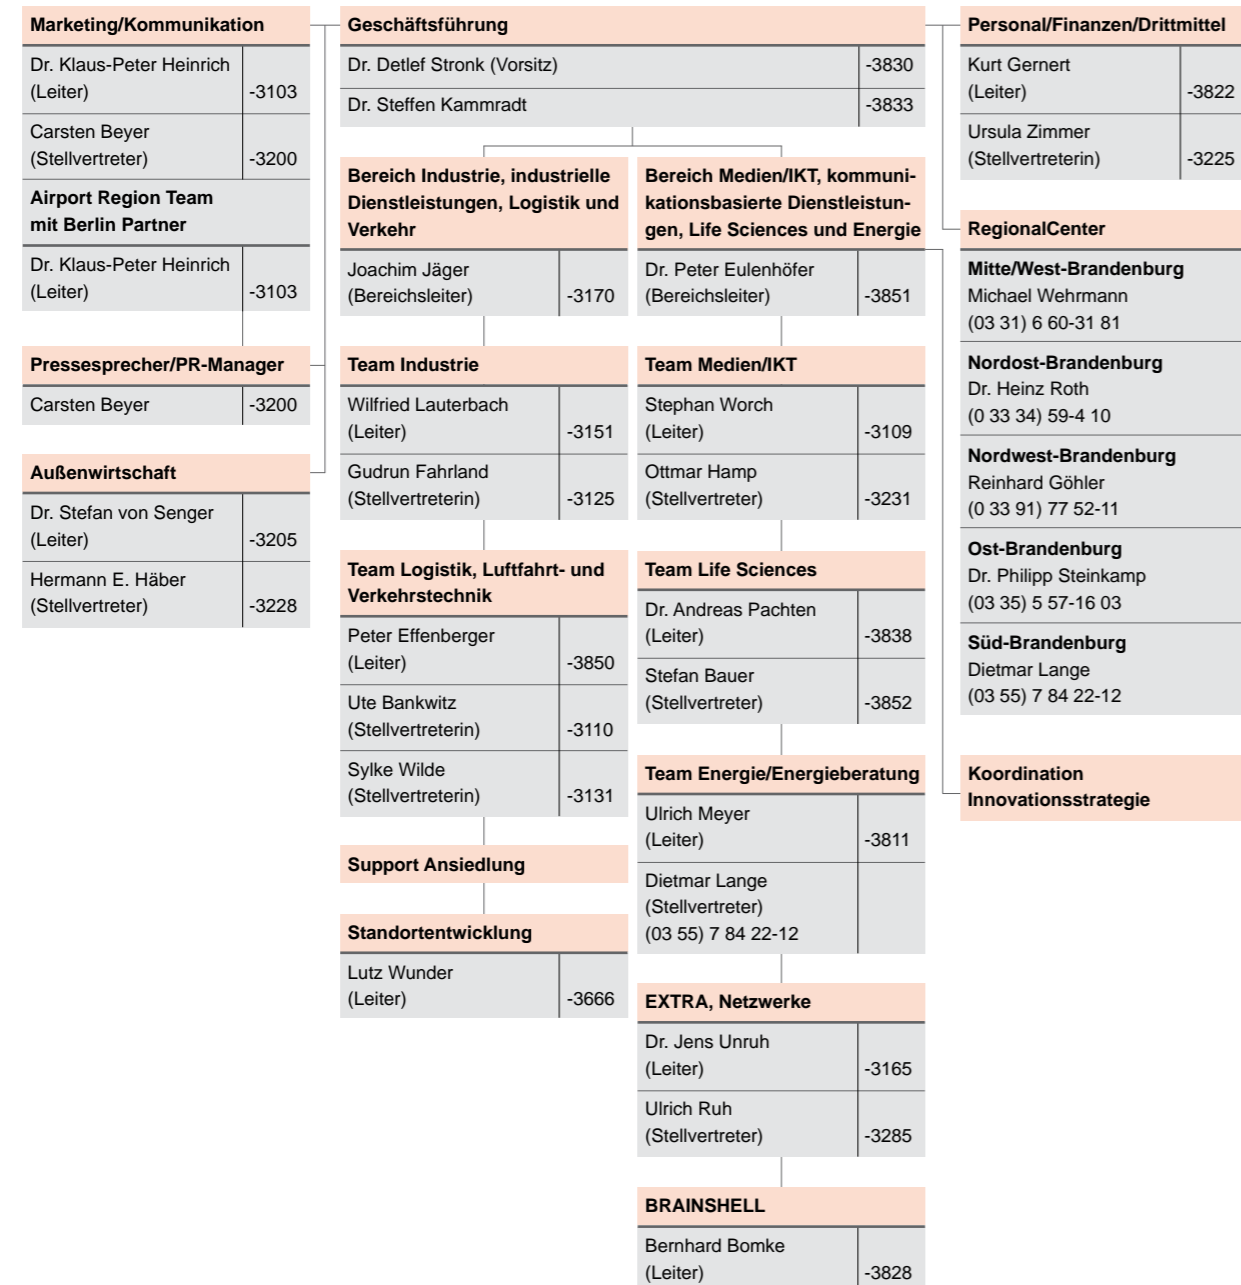 Marketing/Kommunikation
Dr. Klaus-Peter Heinrich
(Leiter) -3103
Carsten Beyer
(Stellvertreter) -3200
Airport Region Team
mit Berlin Partner
Dr. Klaus-Peter Heinrich
(Leiter) -3103
Pressesprecher/PR-Manager
Carsten Beyer -3200
Außenwirtschaft
Dr. Stefan von Senger
(Leiter) -3205
Hermann E. Häber
(Stellvertreter) -3228
Geschäftsführung
Dr. Detlef Stronk (Vorsitz) -3830
Dr. Steffen Kammradt -3833
Bereich Industrie, industrielle
Dienstleistungen, Logistik und
Verkehr
Joachim Jäger
(Bereichsleiter) -3170
Team Industrie
Wilfried Lauterbach
(Leiter) -3151
Gudrun Fahrland
(Stellvertreterin) -3125
Team Logistik, Luftfahrt- und
Verkehrstechnik
Peter Effenberger
(Leiter) -3850
Ute Bankwitz
(Stellvertreterin) -3110
Sylke Wilde
(Stellvertreterin) -3131
Support Ansiedlung
Standortentwicklung
Lutz Wunder
(Leiter) -3666
Bereich Medien/IKT, kommuni-
kationsbasierte Dienstleistun-
gen, Life Sciences und Energie
Dr. Peter Eulenhöfer
(Bereichsleiter) -3851
Team Medien/IKT
Stephan Worch
(Leiter) -3109
Ottmar Hamp
(Stellvertreter) -3231
Team Life Sciences
Dr. Andreas Pachten
(Leiter) -3838
Stefan Bauer
(Stellvertreter) -3852
Team Energie/Energieberatung
Ulrich Meyer
(Leiter) -3811
Dietmar Lange
(Stellvertreter)
(03 55) 7 84 22-12
EXTRA, Netzwerke
Dr. Jens Unruh
(Leiter) -3165
Ulrich Ruh
(Stellvertreter) -3285
BRAINSHELL
Bernhard Bomke
(Leiter) -3828
Personal/Finanzen/Drittmittel
Kurt Gernert
(Leiter) -3822
Ursula Zimmer
(Stellvertreterin) -3225
RegionalCenter
Mitte/West-Brandenburg
Michael Wehrmann
(03 31) 6 60-31 81
Nordost-Brandenburg
Dr. Heinz Roth
(0 33 34) 59-4 10
Nordwest-Brandenburg
Reinhard Göhler
(0 33 91) 77 52-11
Ost-Brandenburg
Dr. Philipp Steinkamp
(03 35) 5 57-16 03
Süd-Brandenburg
Dietmar Lange
(03 55) 7 84 22-12
Koordination
Innovationsstrategie